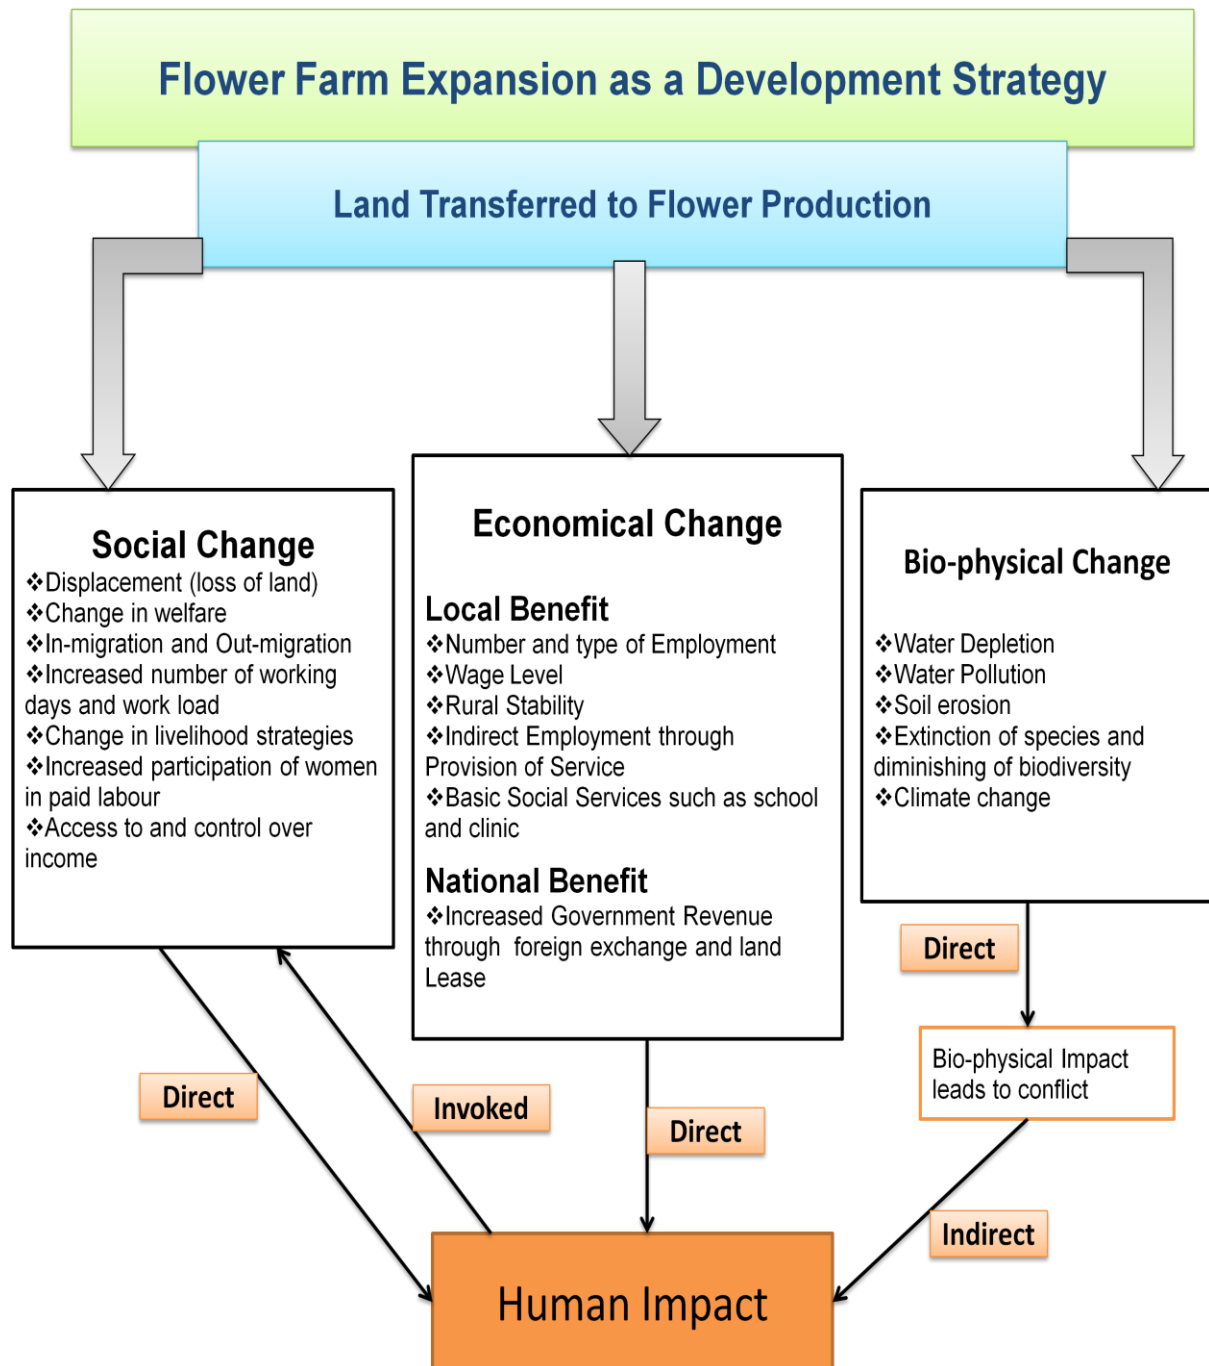 Flower Farm Expansion as a Development Strategy
Land Transferred to Flower Production
Social Change
❖Displacement (loss of land)
❖Change in welfare
❖In-migration and Out-migration
❖Increased number of working
days and work load
❖Change in livelihood strategies
❖Increased participation of women
in paid labour
❖Access to and control over
income
Economical Change
Local Benefit
❖Number and type of Employment
❖Wage Level
❖Rural Stability
❖Indirect Employment through
Provision of Service
❖Basic Social Services such as school
and clinic
National Benefit
❖Increased Government Revenue
through foreign exchange and land
Lease
Bio-physical Change
❖Water Depletion
❖Water Pollution
❖Soil erosion
❖Extinction of species and
diminishing of biodiversity
❖Climate change
Direct
Bio-physical Impact
leads to conflict
Direct
Invoked
Direct
Indirect
Human Impact